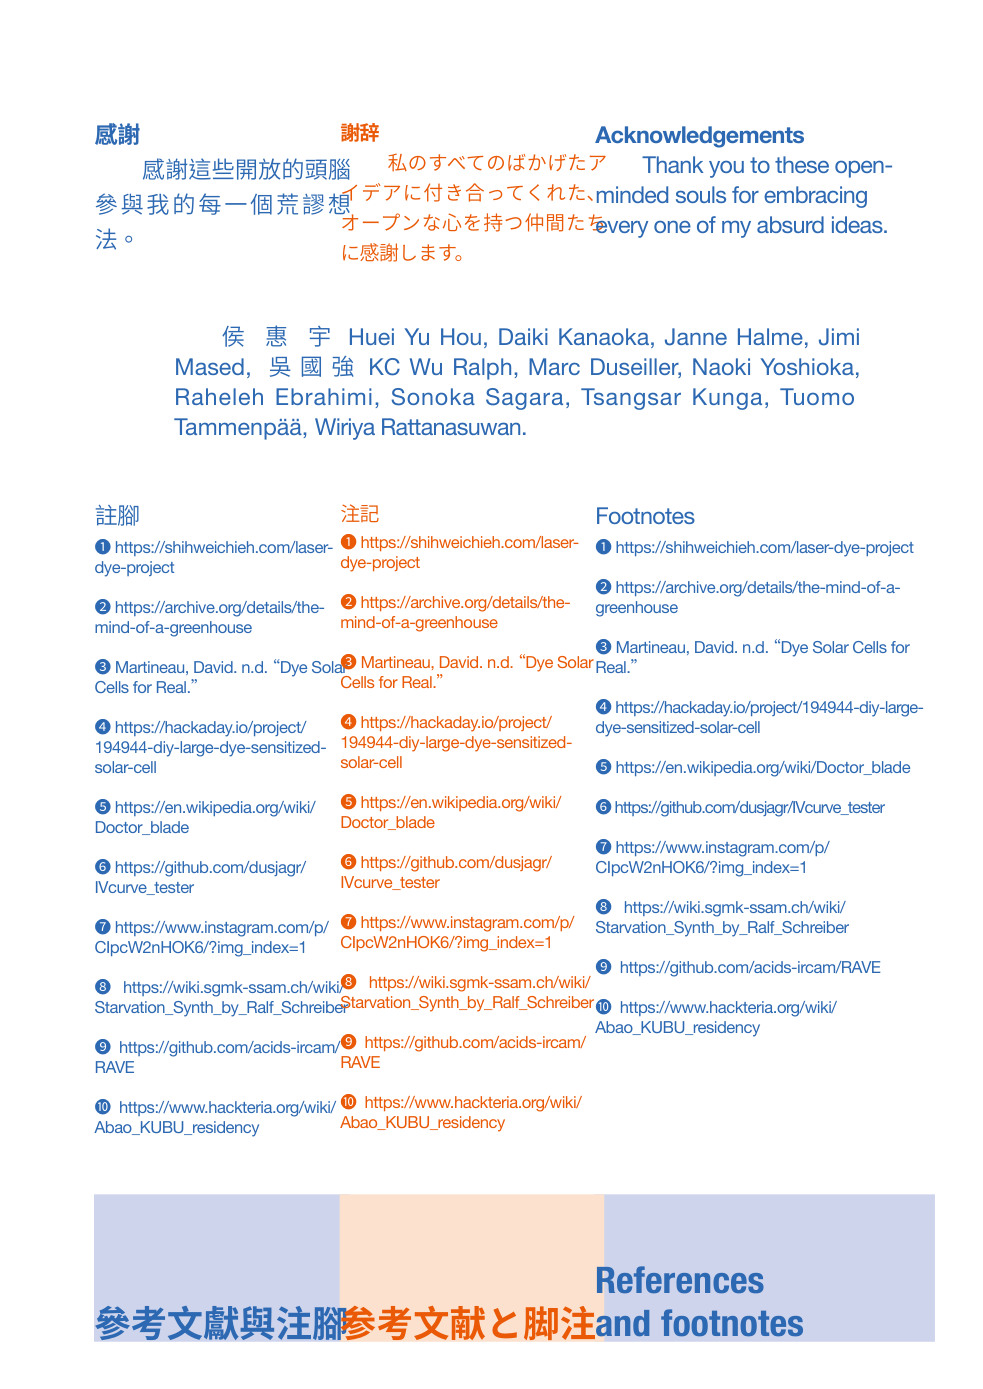 感謝
感謝這些開放的頭腦
參與我的每一個荒謬想
法。
謝辞
私のすべてのばかげたア
イデアに付き合ってくれた、
オープンな心を持つ仲間たち
に感謝します。
Acknowledgements
Thank you to these open-
minded souls for embracing
every one of my absurd ideas.
侯惠宇 Huei Yu Hou, Daiki Kanaoka, Janne Halme, Jimi
Mased, 吳國強 KC Wu Ralph, Marc Duseiller, Naoki Yoshioka,
Raheleh Ebrahimi, Sonoka Sagara, Tsangsar Kunga, Tuomo
Tammenpää, Wiriya Rattanasuwan.
註腳
❶ https://shihweichieh.com/laser-
dye-project
❷ https://archive.org/details/the-
mind-of-a-greenhouse
❸ Martineau, David. n.d. “Dye Solar
Cells for Real.”
❹ https://hackaday.io/project/
194944-diy-large-dye-sensitized-
solar-cell
❺ https://en.wikipedia.org/wiki/
Doctor_blade
❻ https://github.com/dusjagr/
IVcurve_tester
❼ https://www.instagram.com/p/
CIpcW2nHOK6/?img_index=1
❽ https://wiki.sgmk-ssam.ch/wiki/
Starvation_Synth_by_Ralf_Schreiber
❾ https://github.com/acids-ircam/
RAVE
❿ https://www.hackteria.org/wiki/
Abao_KUBU_residency
注記
❶ https://shihweichieh.com/laser-
dye-project
❷ https://archive.org/details/the-
mind-of-a-greenhouse
❸ Martineau, David. n.d. “Dye Solar
Cells for Real.”
❹ https://hackaday.io/project/
194944-diy-large-dye-sensitized-
solar-cell
❺ https://en.wikipedia.org/wiki/
Doctor_blade
❻ https://github.com/dusjagr/
IVcurve_tester
❼ https://www.instagram.com/p/
CIpcW2nHOK6/?img_index=1
❽ https://wiki.sgmk-ssam.ch/wiki/
Starvation_Synth_by_Ralf_Schreiber
❾ https://github.com/acids-ircam/
RAVE
❿ https://www.hackteria.org/wiki/
Abao_KUBU_residency
Footnotes
❶ https://shihweichieh.com/laser-dye-project
❷ https://archive.org/details/the-mind-of-a-
greenhouse
❸ Martineau, David. n.d. “Dye Solar Cells for
Real.”
❹ https://hackaday.io/project/194944-diy-large-
dye-sensitized-solar-cell
❺ https://en.wikipedia.org/wiki/Doctor_blade
❻ https://github.com/dusjagr/IVcurve_tester
❼ https://www.instagram.com/p/
CIpcW2nHOK6/?img_index=1
❽ https://wiki.sgmk-ssam.ch/wiki/
Starvation_Synth_by_Ralf_Schreiber
❾ https://github.com/acids-ircam/RAVE
❿ https://www.hackteria.org/wiki/
Abao_KUBU_residency
參考文獻與注腳
参考文献と脚注
References
and footnotes